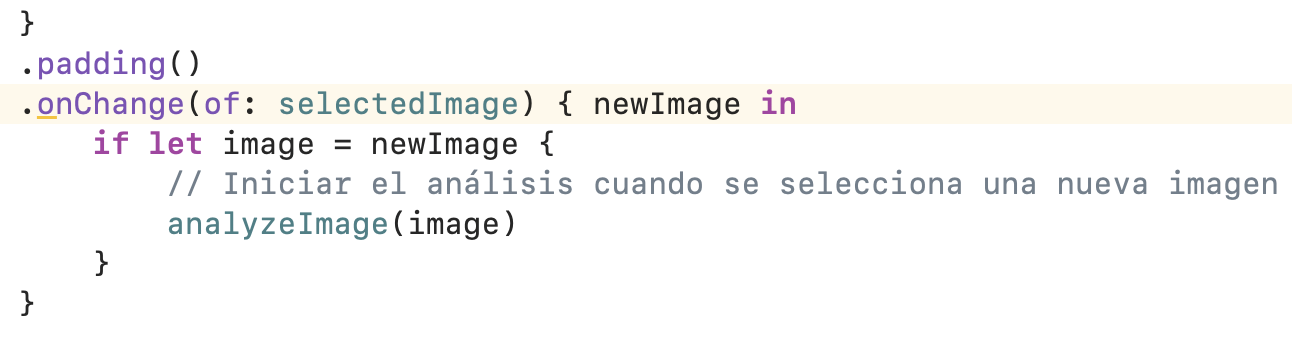 }
.padding()
.onChange(of: selectedImage) { newImage in
    if let image = newImage {
        // Iniciar el análisis cuando se selecciona una nueva imagen
        analyzeImage(image)
    }
}